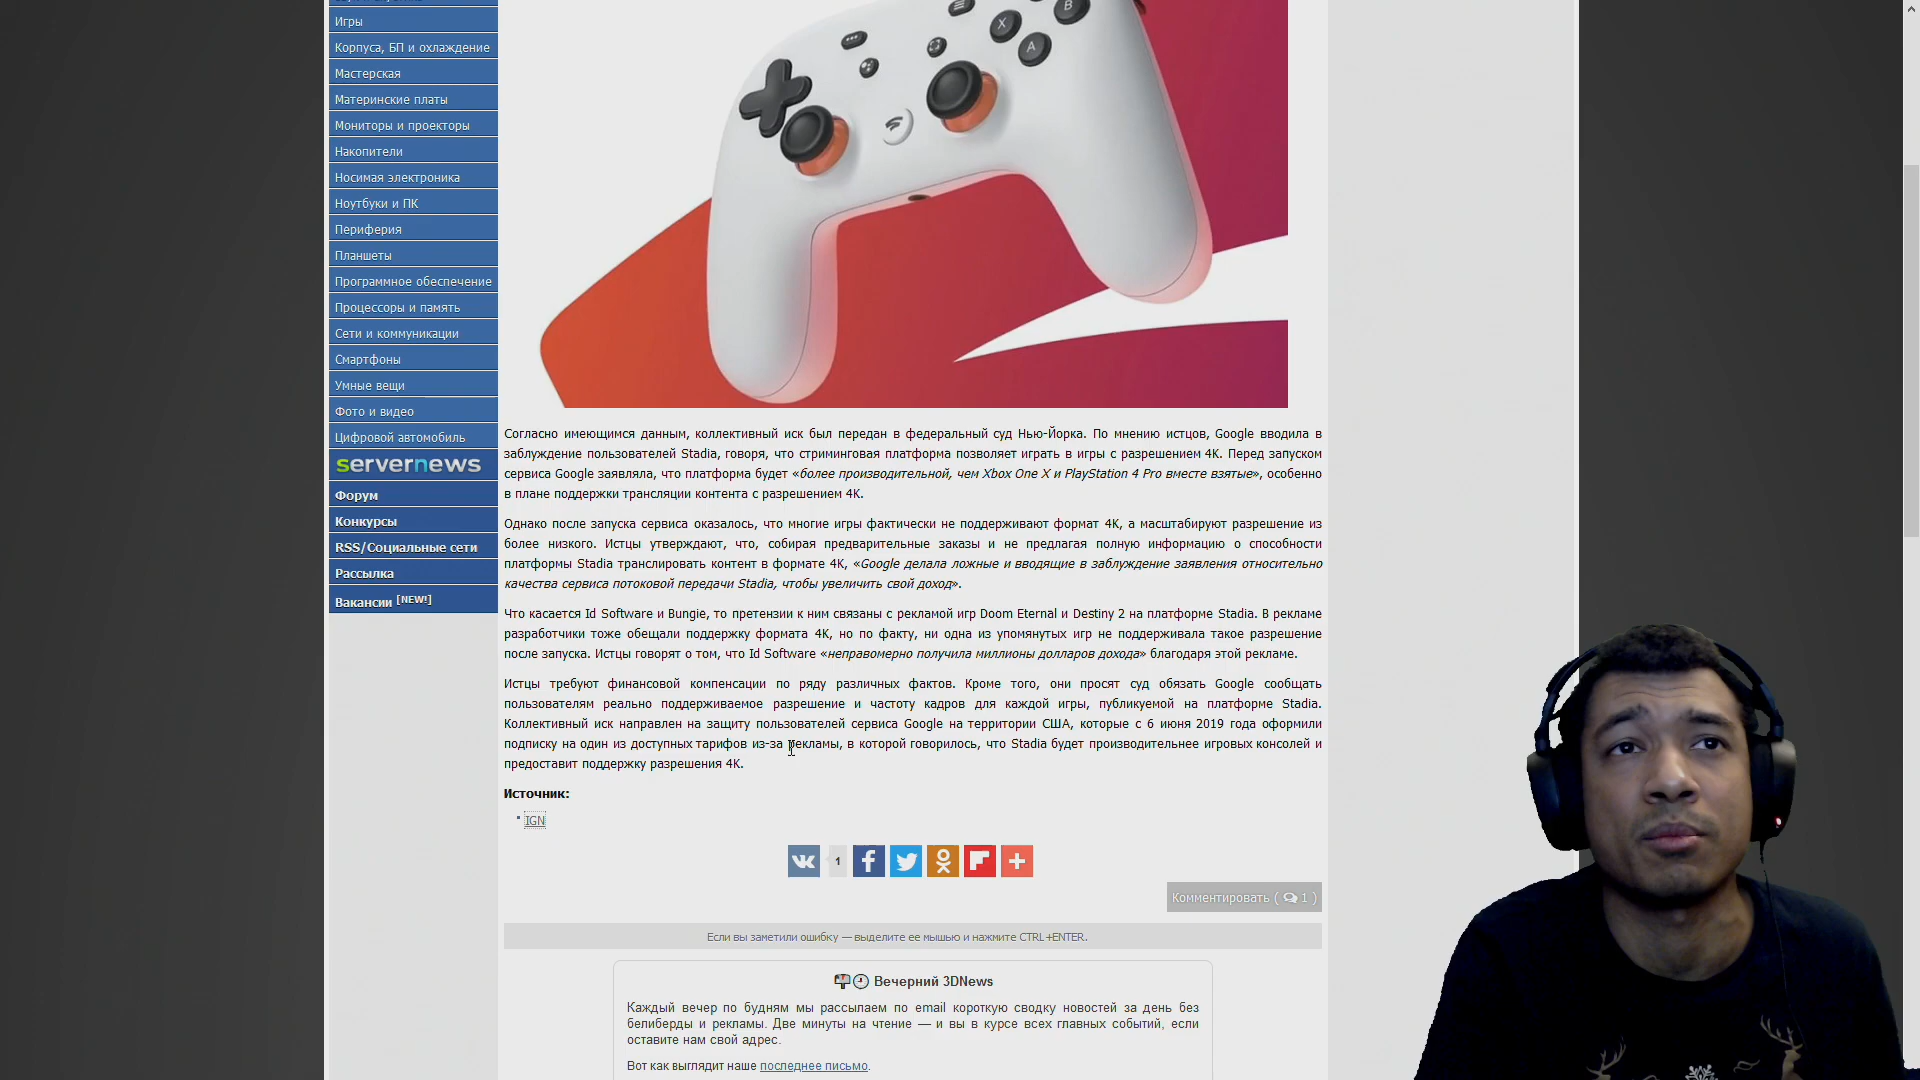 Игры
Корпуса, БП и охлаждение
Мастерская
Материнские платы
Мониторы и проекторы
Накопители
Носимая электроника
Ноутбуки и ПК
Периферия
Планшеты
Программное обеспечение
Процессоры и память
Сети и коммуникации
Смартфоны
Умные вещи
Фото и видео
Цифровой автомобиль
servernews
Форум
Конкурсы
RSS/Социальные сети
Рассылка
Вакансии [NEW!]
B
X
A
Согласно имеющимся данным, коллективный иск был передан в федеральный суд Нью-Йорка. По мнению истцов, Google вводила в
заблуждение пользователей Stadia, говоря, что стриминговая платформа позволяет играть в игры с разрешением 4K. Перед запуском
сервиса Google заявляла, что платформа будет «более производительной, чем Xbox One X и PlayStation 4 Pro вместе взятые», особенно
в плане поддержки трансляции контента с разрешением 4K.
Однако после запуска сервиса оказалось, что многие игры фактически не поддерживают формат 4K, а масштабируют разрешение из
более низкого. Истцы утверждают, что, собирая предварительные заказы и не предлагая полную информацию о способности
платформы Stadia транслировать контент в формате 4K, «Google делала ложные и вводящие в заблуждение заявления относительно
качества сервиса потоковой передачи Stadia, чтобы увеличить свой доход».
Что касается Id Software и Bungie, то претензии к ним связаны с рекламой игр Doom Eternal и Destiny 2 на платформе Stadia. В рекламе
разработчики тоже обещали поддержку формата 4K, но по факту, ни одна из упомянутых игр не поддерживала такое разрешение
после запуска. Истцы говорят о том, что Id Software «неправомерно получила миллионы долларов дохода» благодаря этой рекламе.
Истцы требуют финансовой компенсации по ряду различных фактов. Кроме того, они просят суд обязать Google сообщать
пользователям реально поддерживаемое разрешение и частоту кадров для каждой игры, публикуемой на платформе Stadia.
Коллективный иск направлен на защиту пользователей сервиса Google на территории США, которые с 6 июня 2019 года оформили
подписку на один из доступных тарифов из-за рекламы, в которой говорилось, что Stadia будет производительнее игровых консолей и
предоставит поддержку разрешения 4K.
Источник:
IGN
1
Комментировать ( 1 )
Если вы заметили ошибку — выделите ее мышью и нажмите CTRL+ENTER.
Вечерний 3DNews
Каждый вечер по будням мы рассылаем по email короткую сводку новостей за день без
белиберды и рекламы. Две минуты на чтение — и вы в курсе всех главных событий, если
оставите нам свой адрес.
Вот как выглядит наше последнее письмо.